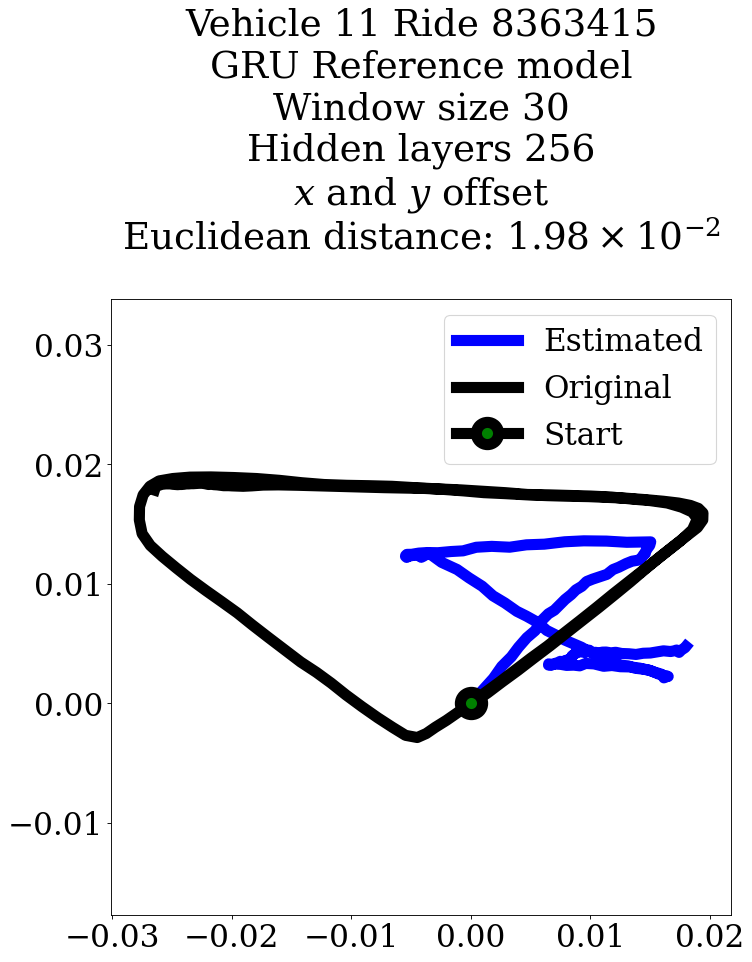 Vehicle 11 Ride 8363415
GRU Reference model
Window size 30
Hidden layers 256
x and y offset
Euclidean distance: 1.98 × 10⁻²
Estimated
Original
Start
0.03
0.02
0.01
0.00
−0.01
−0.03 −0.02 −0.01 0.00 0.01 0.02